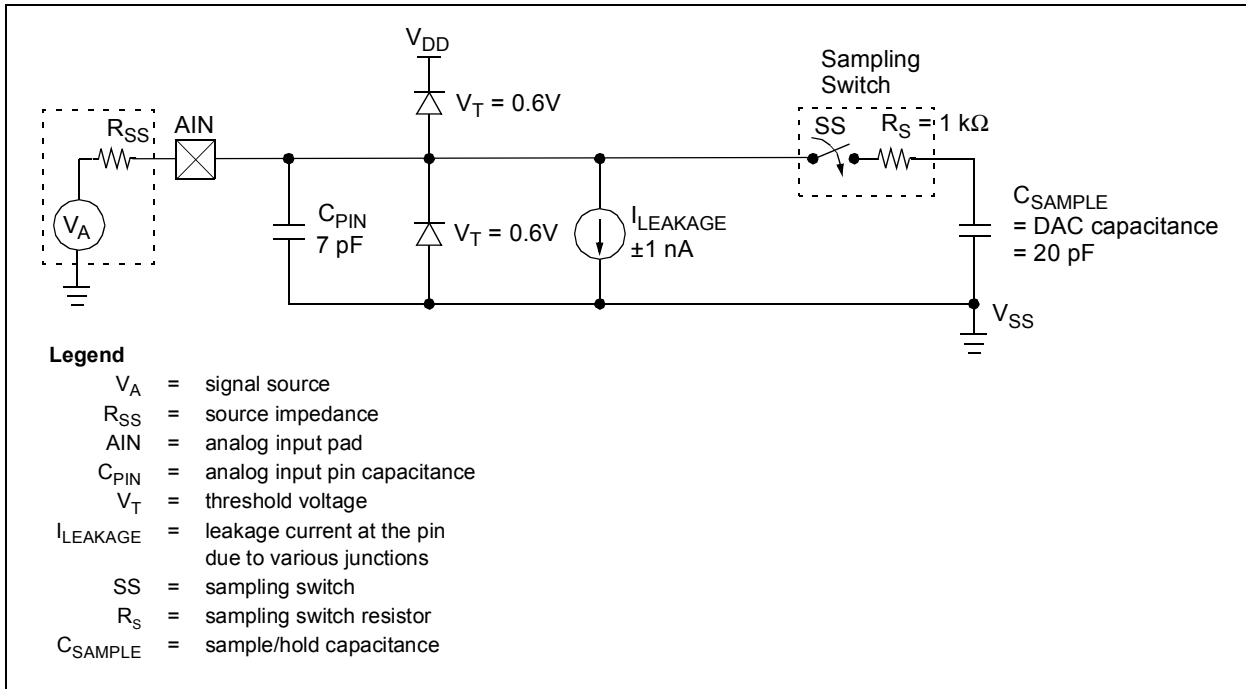 V_DD
Sampling
Switch
V_T = 0.6V
R_SS
AIN
SS
R_S = 1 kΩ
V_A
C_PIN
7 pF
V_T = 0.6V
I_LEAKAGE
±1 nA
C_SAMPLE
= DAC capacitance
= 20 pF
V_SS
Legend
V_A = signal source
R_SS = source impedance
AIN = analog input pad
C_PIN = analog input pin capacitance
V_T = threshold voltage
I_LEAKAGE = leakage current at the pin
due to various junctions
SS = sampling switch
R_S = sampling switch resistor
C_SAMPLE = sample/hold capacitance